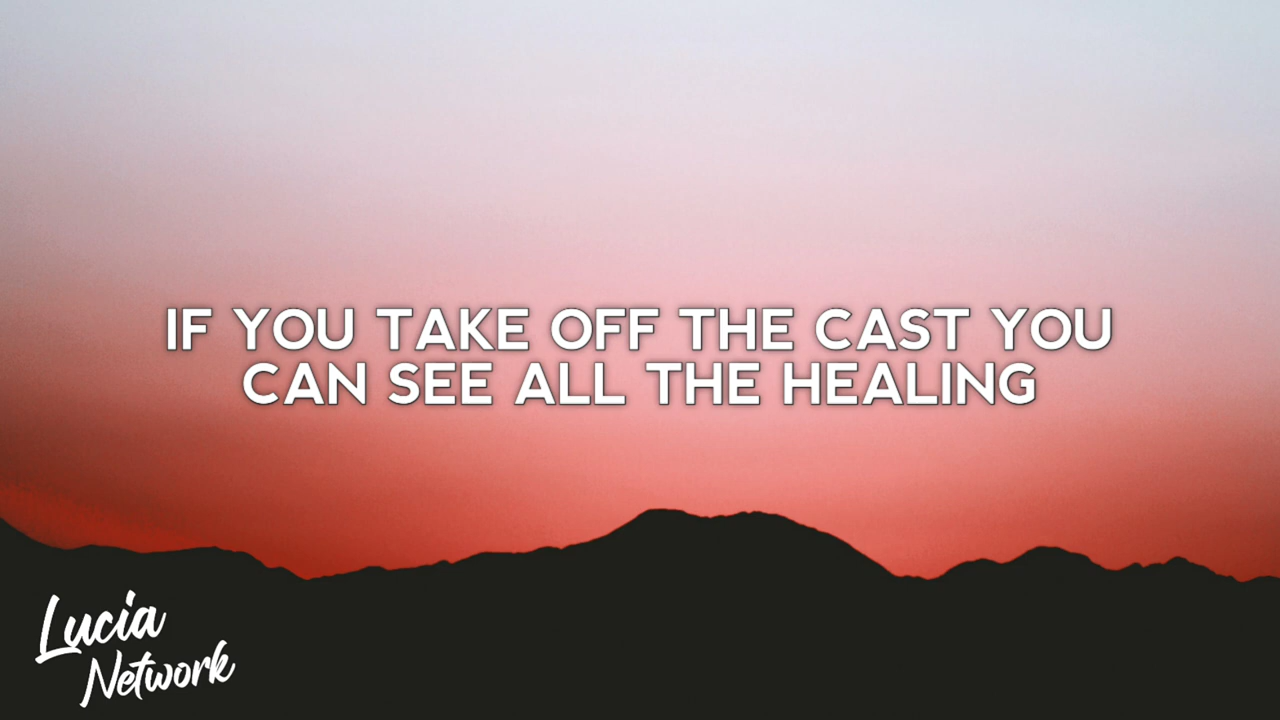 IF YOU TAKE OFF THE CAST YOU
CAN SEE ALL THE HEALING
Lucia
Network